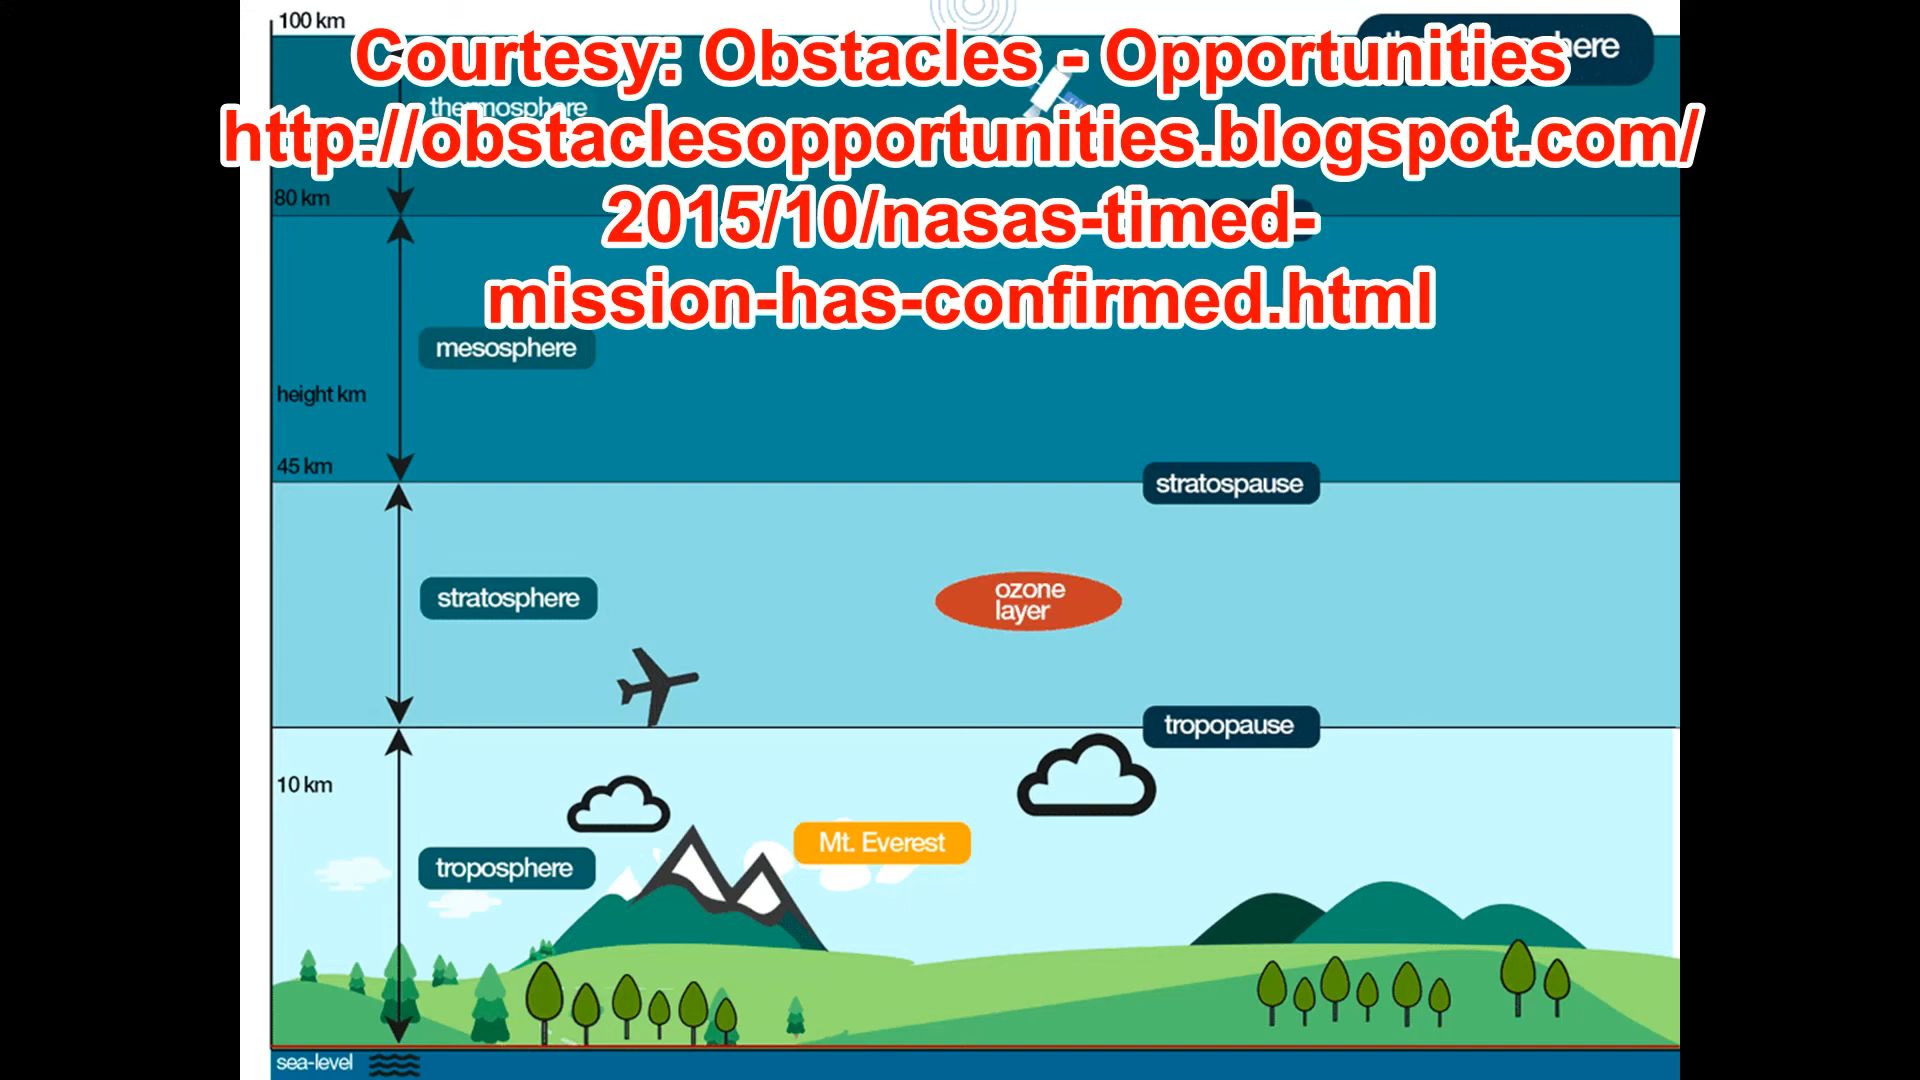 100 km
Courtesy: Obstacles - Opportunities
thermosphere
http://obstaclesopportunities.blogspot.com/
80 km
2015/10/nasas-timed-
mission-has-confirmed.html
mesosphere
height km
45 km
stratospause
stratosphere
ozone
layer
tropopause
10 km
Mt. Everest
troposphere
sea-level